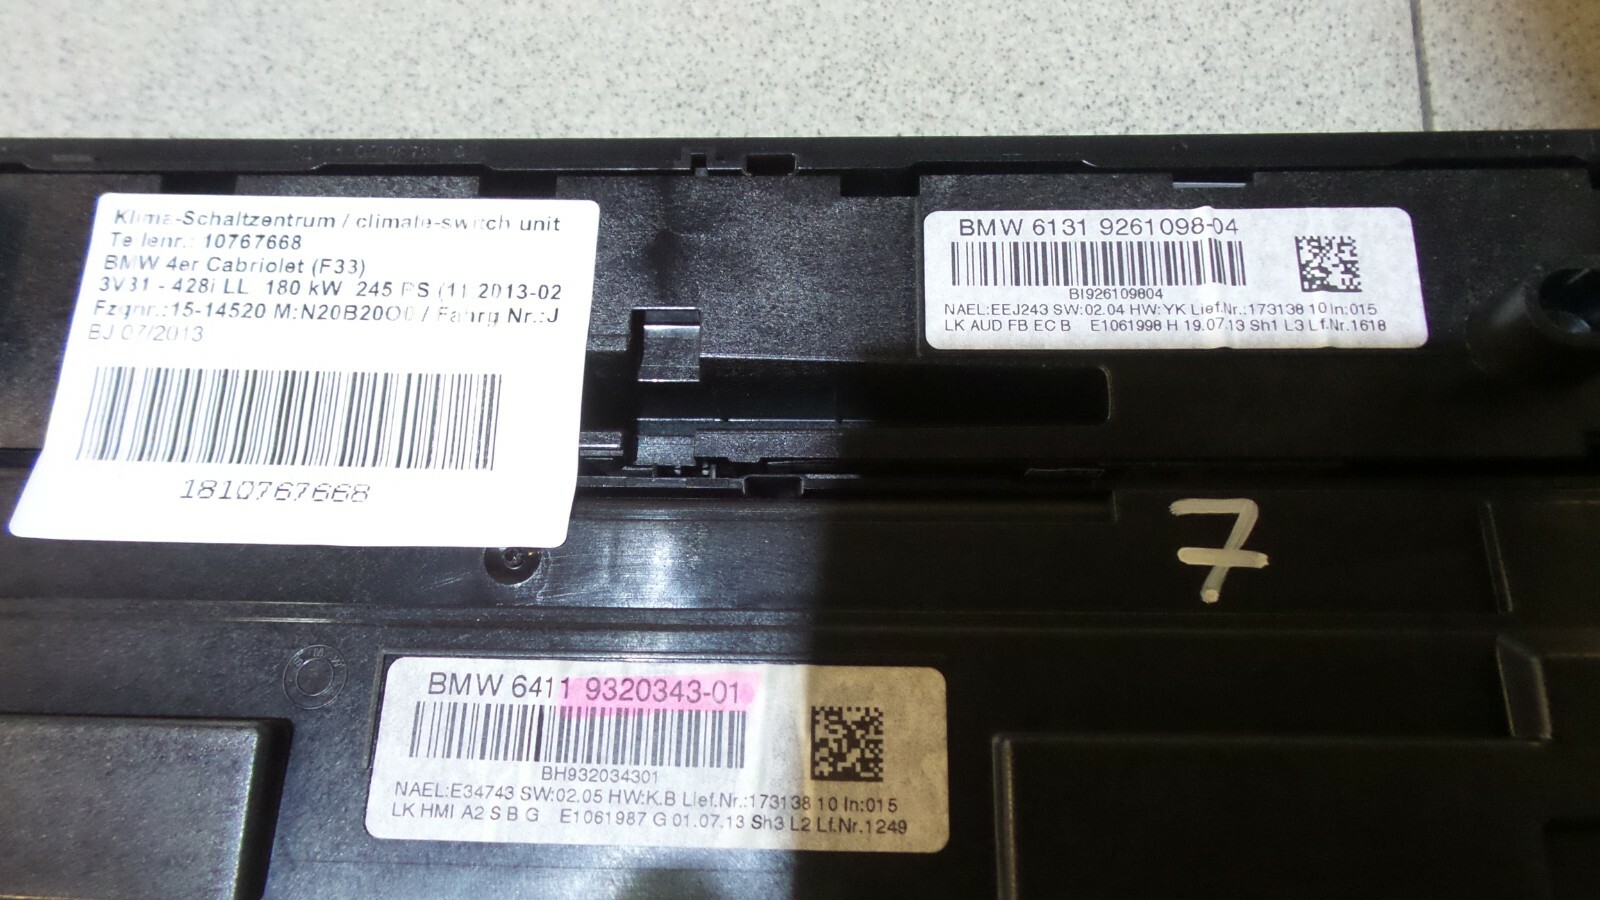 Klima-Schaltzentrum / climate-switch unit
Teilenr.: 10767668
BMW 4er Cabriolet (F33)
3V31 - 428i LL 180 kW 245 PS (11.2013-02
Fzgnr.:15-14520 M:N20B20O0 / Fahrg.Nr.:J
BJ 07/2013
1810767668
BMW 6131 9261098-04
BI926109804
NAEL:EEJ243 SW:02.04 HW:YK Lief.Nr.:173138 10 In:015
LK AUD FB EC B E1061998 H 19.07.13 Sh1 L3 Lf.Nr.1618
7
BMW
BMW 6411 9320343-01
BH932034301
NAEL:E34743 SW:02.05 HW:K.B Lief.Nr.:173138 10 In:015
LK HMI A2 S B G E1061987 G 01.07.13 Sh3 L2 Lf.Nr.1249